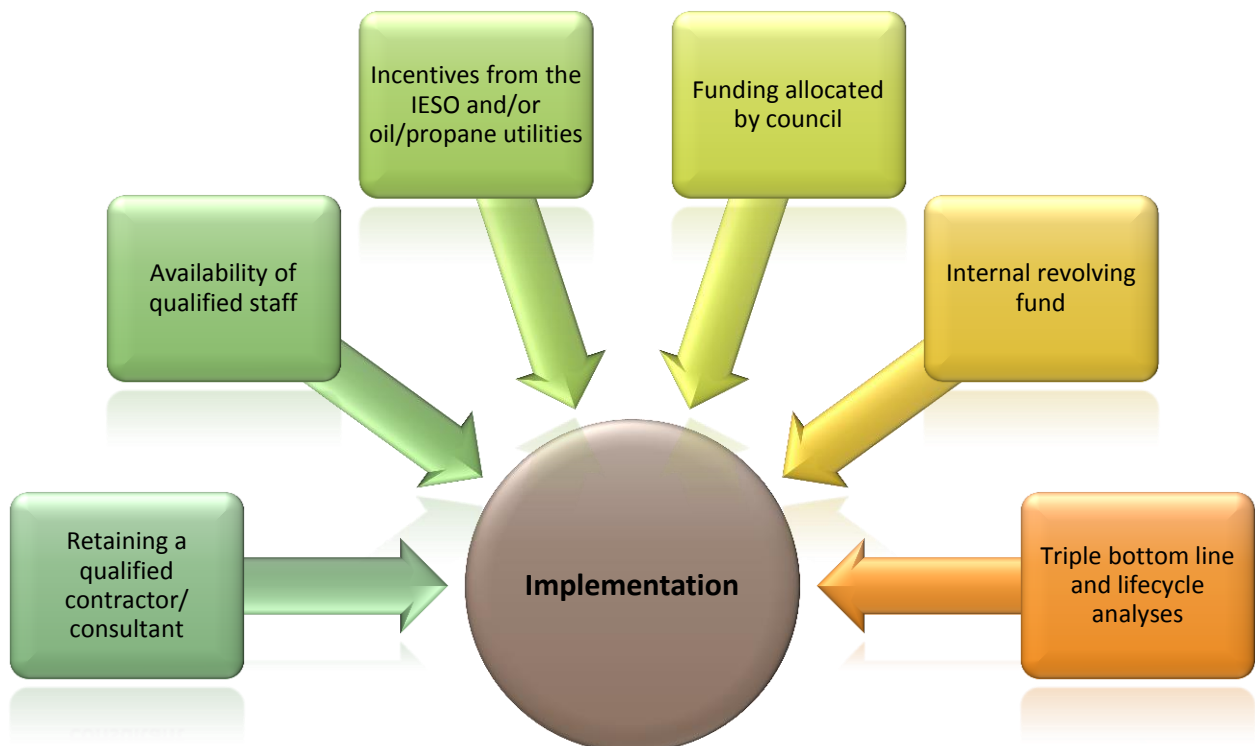 Incentives from the
IESO and/or
oil/propane utilities
Funding allocated
by council
Availability of
qualified staff
Internal revolving
fund
Retaining a
qualified
contractor/
consultant
Implementation
Triple bottom line
and lifecycle
analyses